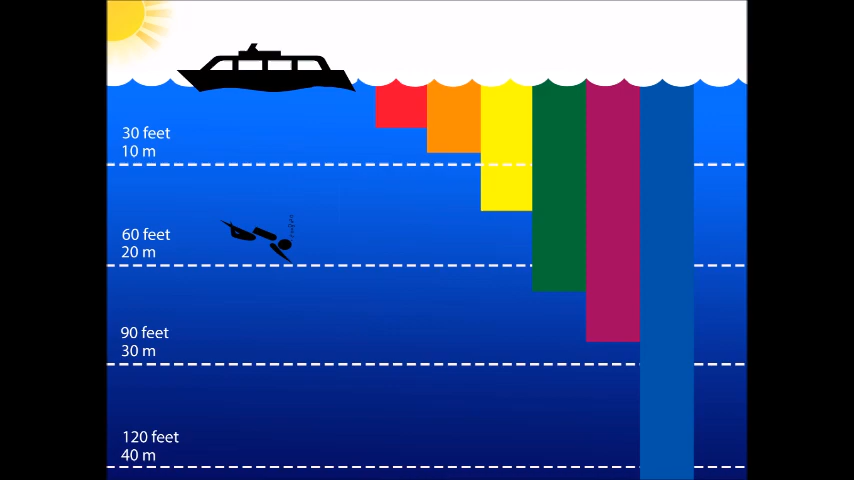 30 feet
10 m
60 feet
20 m
90 feet
30 m
120 feet
40 m